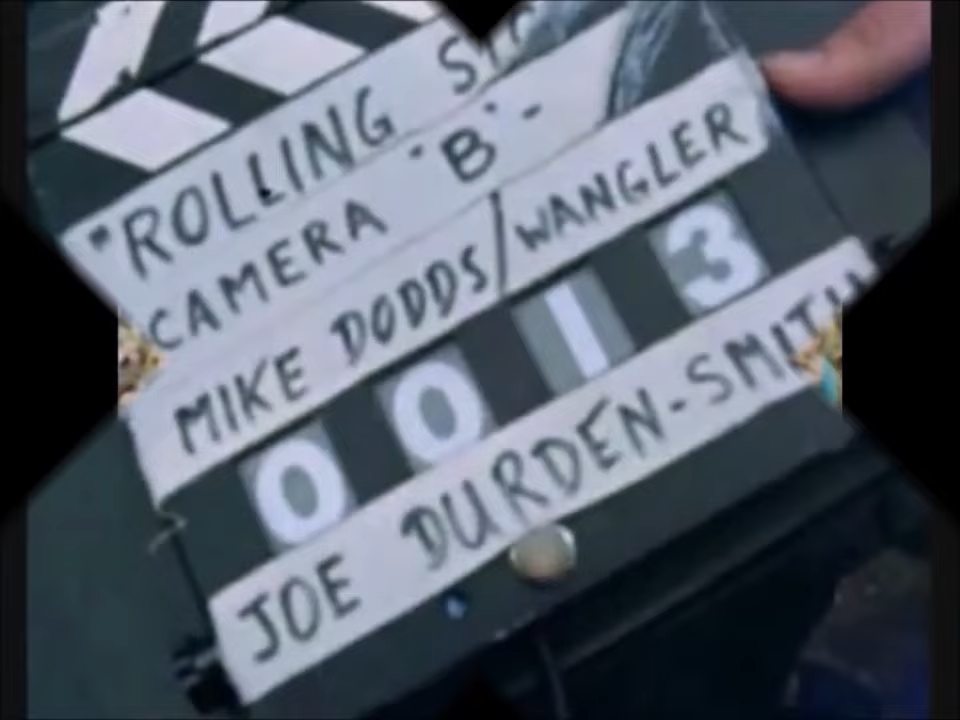 "ROLLING
CAMERA "B"
MIKE DODDS/WANGLER
0013
JOE DURDEN-SMITH